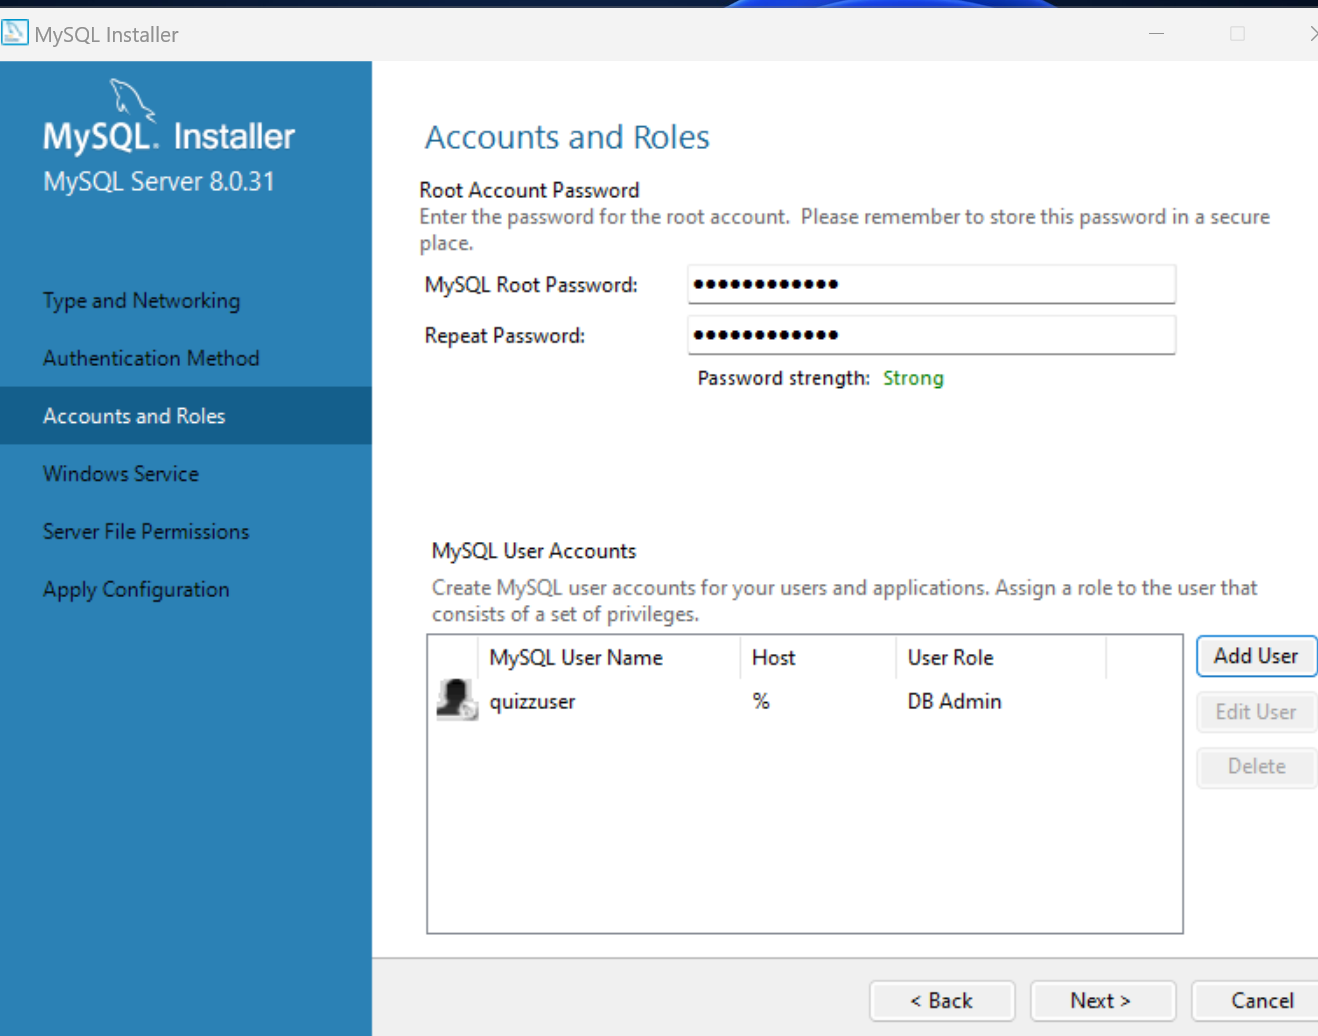 MySQL Installer
MySQL. Installer
MySQL Server 8.0.31
Type and Networking
Authentication Method
Accounts and Roles
Windows Service
Server File Permissions
Apply Configuration
Accounts and Roles
Root Account Password
Enter the password for the root account.  Please remember to store this password in a secure
place.
MySQL Root Password: ●●●●●●●●●●●●
Repeat Password: ●●●●●●●●●●●●
Password strength: Strong
MySQL User Accounts
Create MySQL user accounts for your users and applications. Assign a role to the user that
consists of a set of privileges.
MySQL User Name Host User Role
quizzuser % DB Admin
Add User
Edit User
Delete
< Back Next > Cancel